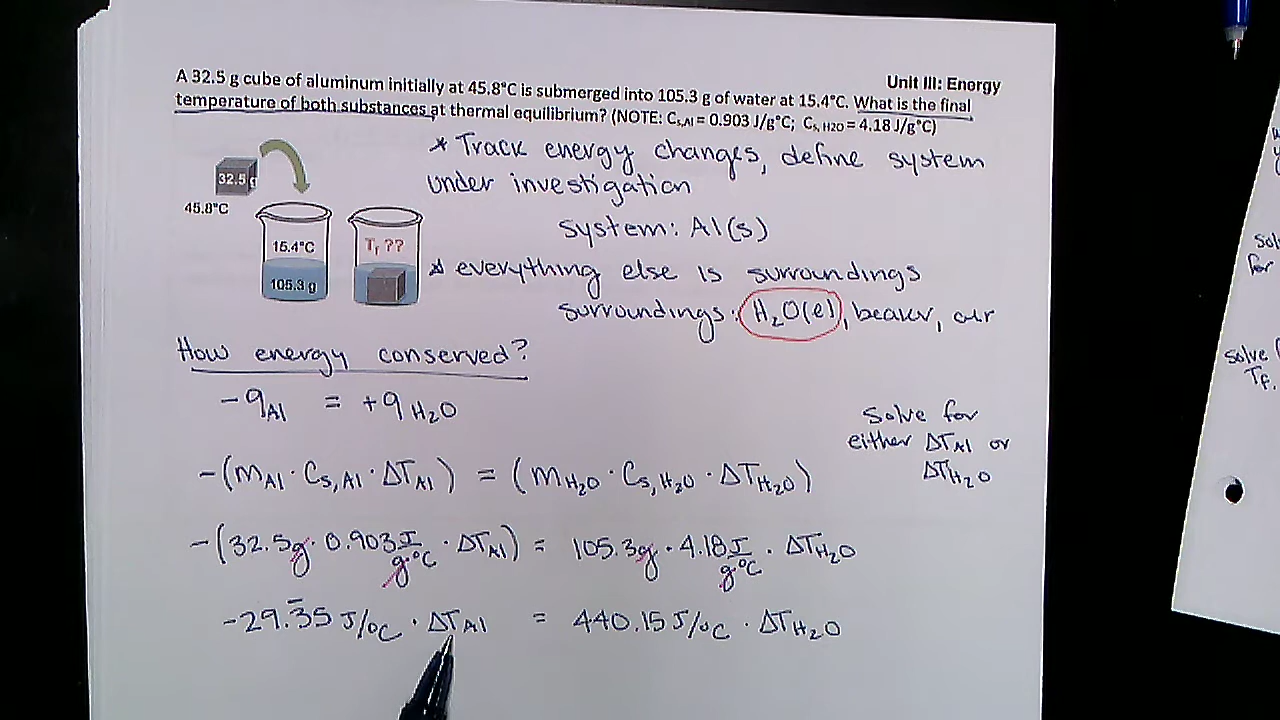 A 32.5 g cube of aluminum initially at 45.8°C is submerged into 105.3 g of water at 15.4°C. What is the final
temperature of both substances at thermal equilibrium? (NOTE: Cs,Al = 0.903 J/g°C; Cs, H2O = 4.18 J/g°C)
Unit III: Energy
32.5 g
45.8°C
15.4°C
105.3 g
Tf ??
* Track energy changes, define system
under investigation
system: Al(s)
* everything else is surroundings
surroundings: H₂O(l), beaker, air
How energy conserved?
-qAl = +qH₂O
-(mAl · Cs,Al · ΔTAl) = (mH₂O · Cs,H₂O · ΔTH₂O)
Solve for
either ΔTAl or
ΔTH₂O
-(32.5g · 0.903 J/g·°C · ΔTAl) = 105.3g · 4.18 J/g°C · ΔTH₂O
-29.35 J/°C · ΔTAl = 440.15 J/°C · ΔTH₂O
Sol
for
Solve
Tf.